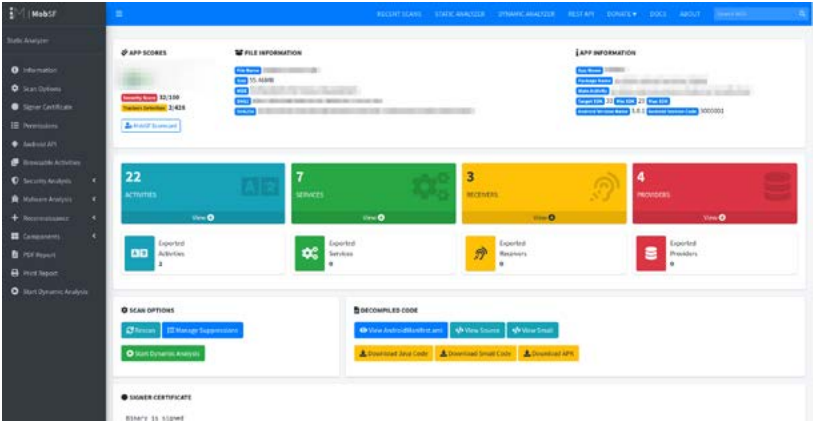 MobSF
RECENT SCANS STATIC ANALYZER DYNAMIC ANALYZER REST API DONATE DOCS ABOUT
Static Analyzer
Information
Scan Options
Signer Certificate
Permissions
Android API
Browsable Activities
Security Analysis
Malware Analysis
Reconnaissance
Components
PDF Report
Print Report
Start Dynamic Analysis
APP SCORES
Security Score 32/100
Trackers Detection 2/428
MobSF Scorecard
FILE INFORMATION
File Name
Size
MD5
SHA1
SHA256
APP INFORMATION
App Name
Package Name
Main Activity
Target SDK 33 Min SDK 23 Max SDK
Android Version Name Android Version Code
22
ACTIVITIES
View
7
SERVICES
View
3
RECEIVERS
View
4
PROVIDERS
View
Exported
Activities
2
Exported
Services
0
Exported
Receivers
0
Exported
Providers
0
SCAN OPTIONS
Rescan
Manage Suppressions
Start Dynamic Analysis
DECOMPILED CODE
View AndroidManifest.xml
View Source
View Smali
Download Java Code
Download Smali Code
Download APK
SIGNER CERTIFICATE
Binary is signed